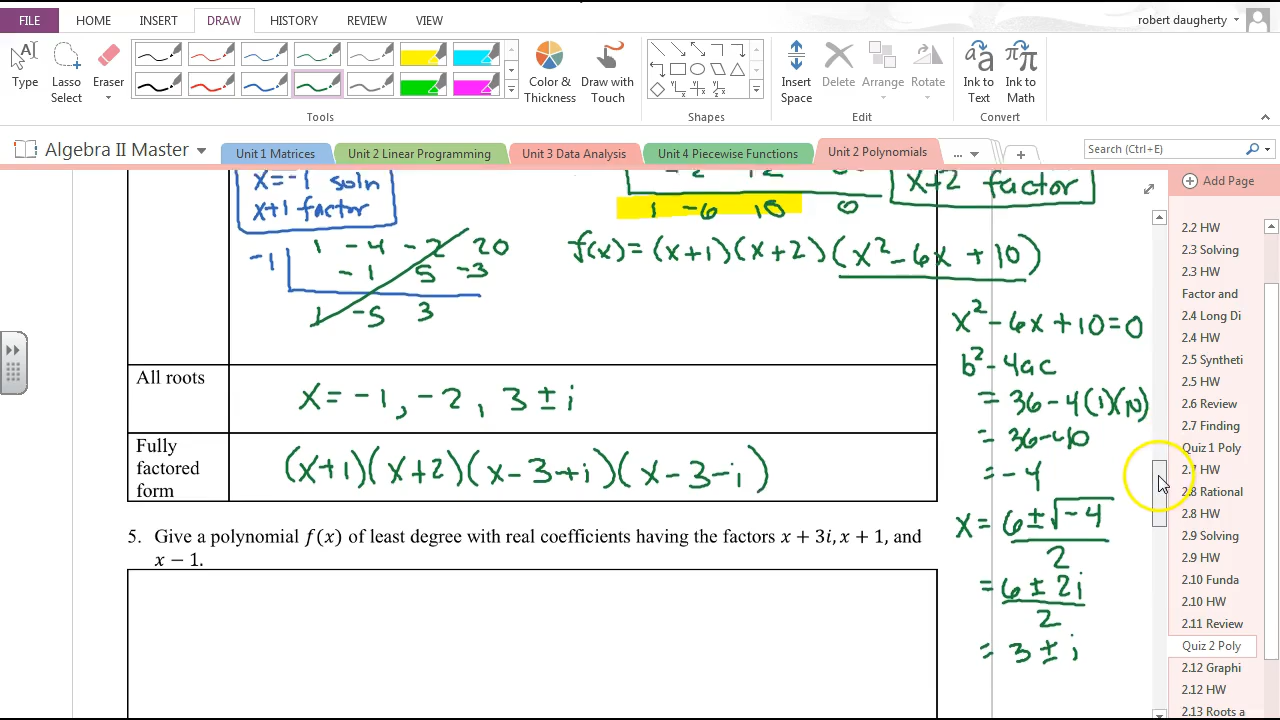 FILE HOME INSERT DRAW HISTORY REVIEW VIEW robert daugherty
Type Lasso Select Eraser Color & Thickness Draw with Touch Insert Space Delete Arrange Rotate Ink to Text Ink to Math
Tools Shapes Edit Convert
Algebra II Master Unit 1 Matrices Unit 2 Linear Programming Unit 3 Data Analysis Unit 4 Piecewise Functions Unit 2 Polynomials ... Search (Ctrl+E)
Add Page
2.2 HW
2.3 Solving
2.3 HW
Factor and
2.4 Long Di
2.4 HW
2.5 Syntheti
2.5 HW
2.6 Review
2.7 Finding
Quiz 1 Poly
2.7 HW
2.8 Rational
2.8 HW
2.9 Solving
2.9 HW
2.10 Funda
2.10 HW
2.11 Review
Quiz 2 Poly
2.12 Graphi
2.12 HW
2.13 Roots a
x=-1 soln
x+1 factor
-2 12
1 -6 10 0
x+2 factor
-1 1 -4 -2 20
-1 5 -3
1 -5 3
f(x)=(x+1)(x+2)(x²-6x+10)
x²-6x+10=0
b²-4ac
=36-4(1)(10)
=36-40
=-4
x=6±√-4
2
=6±2i
2
=3±i
All roots x=-1,-2, 3±i
Fully factored form (x+1)(x+2)(x-3+i)(x-3-i)
5. Give a polynomial f(x) of least degree with real coefficients having the factors x + 3i, x + 1, and
x − 1.